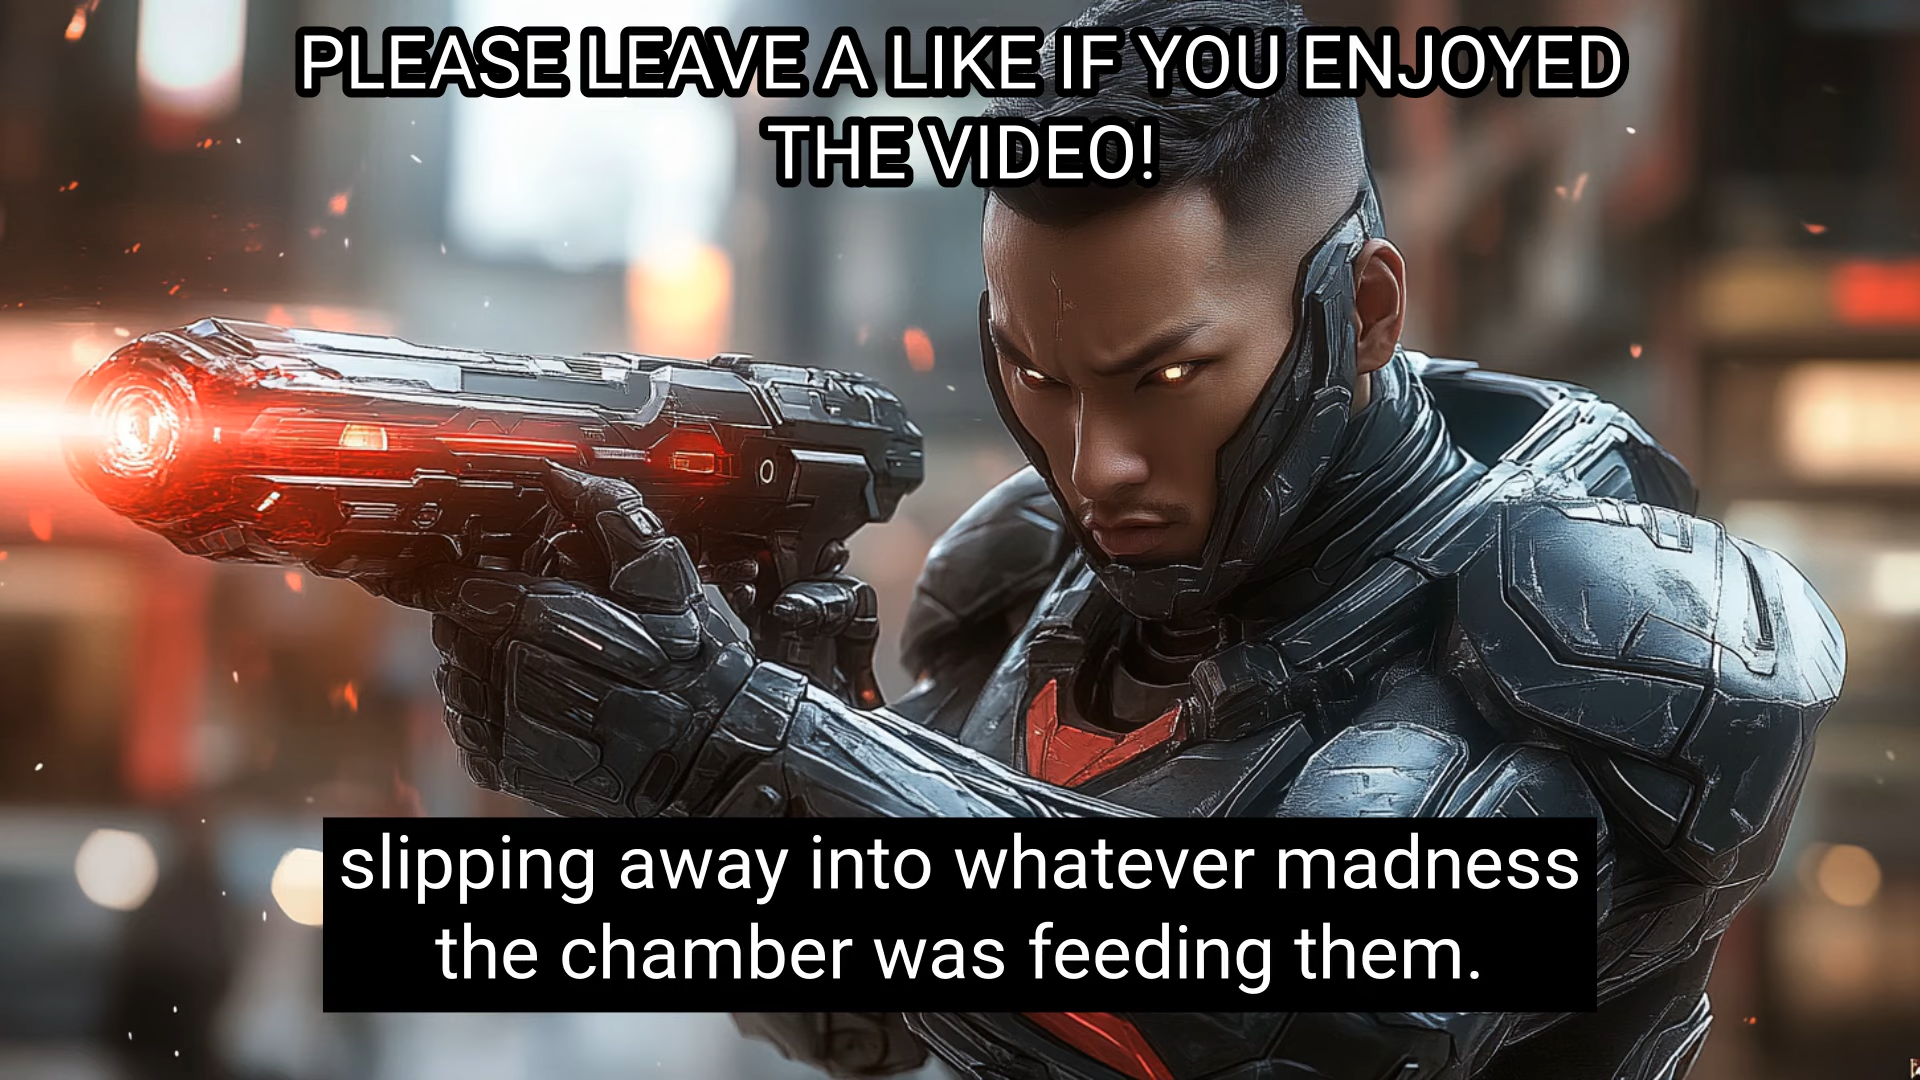 PLEASE LEAVE A LIKE IF YOU ENJOYED
THE VIDEO!
slipping away into whatever madness
the chamber was feeding them.